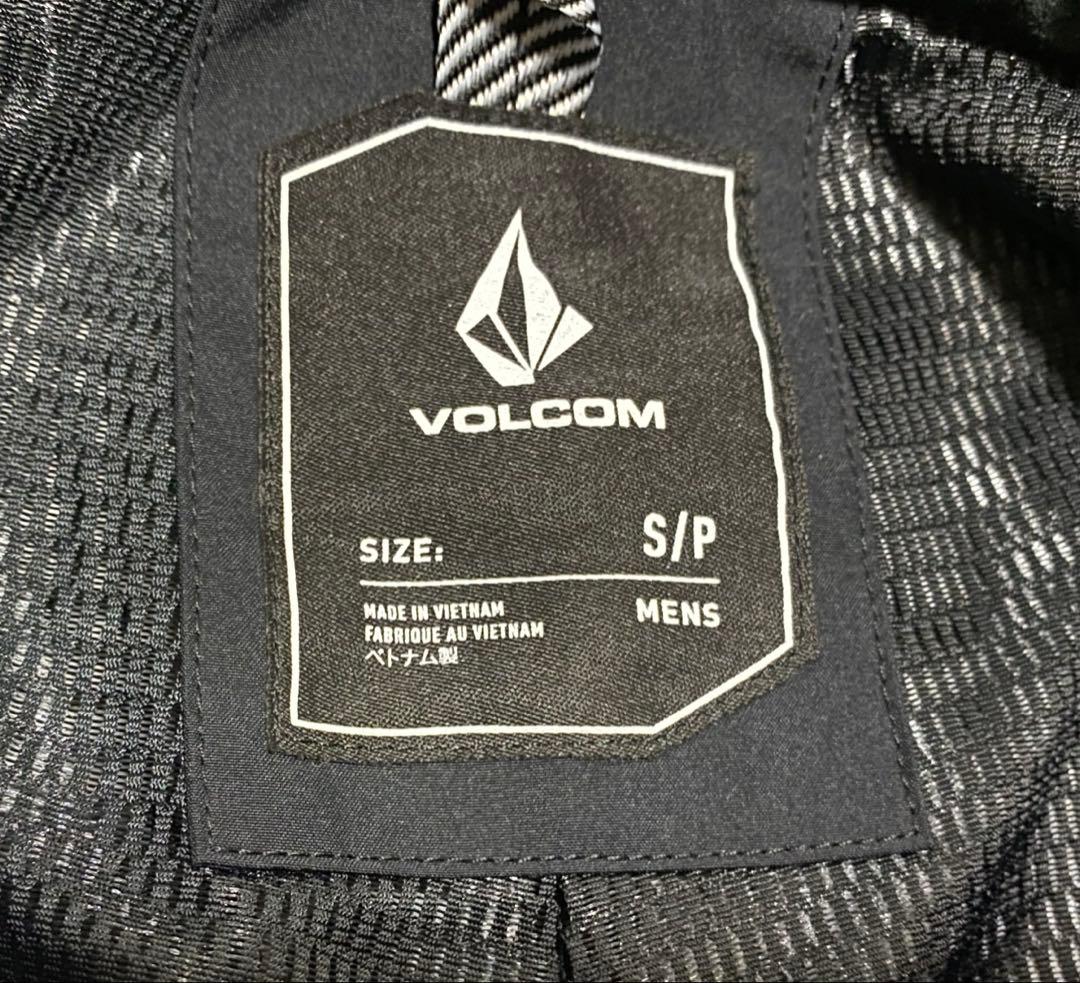 VOLCOM
SIZE: S/P
MADE IN VIETNAM MENS
FABRIQUE AU VIETNAM
ベトナム製